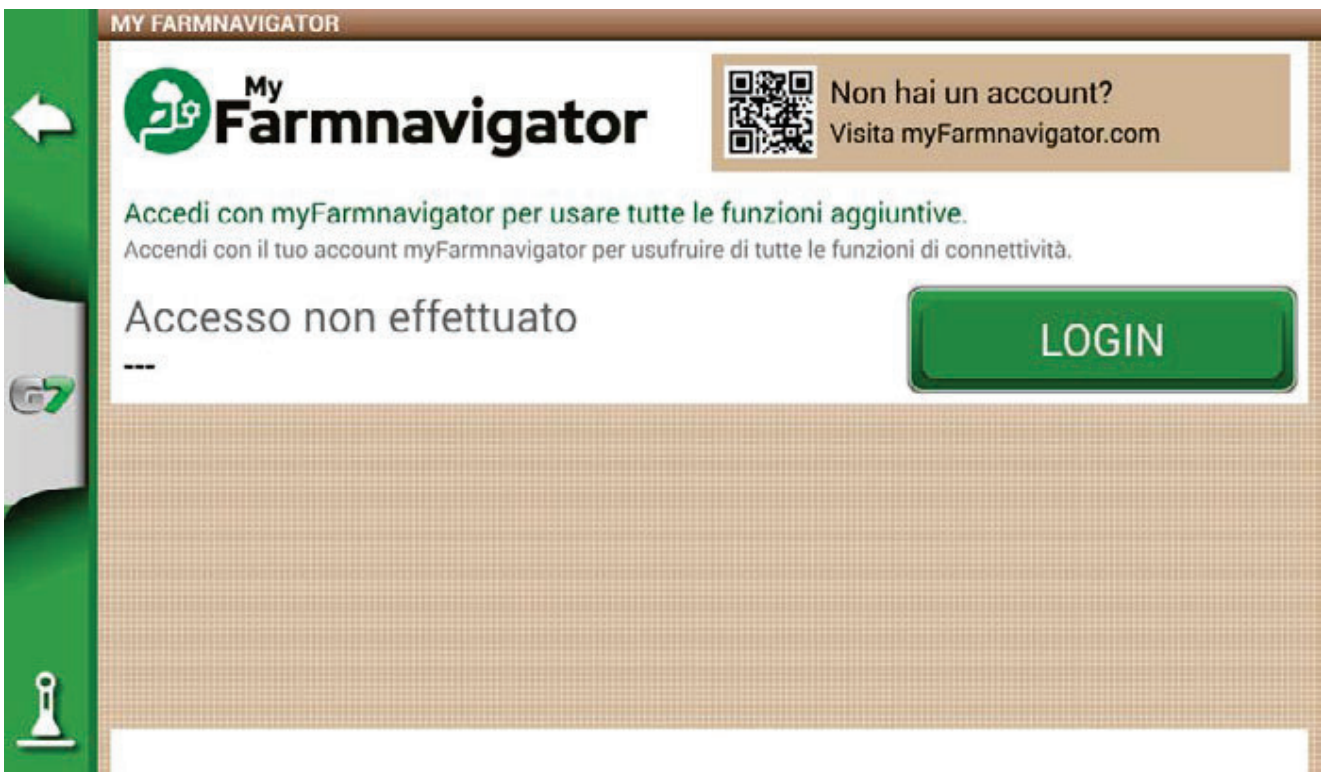 MY FARMNAVIGATOR
My
Farmnavigator
Non hai un account?
Visita myFarmnavigator.com
Accedi con myFarmnavigator per usare tutte le funzioni aggiuntive.
Accendi con il tuo account myFarmnavigator per usufruire di tutte le funzioni di connettività.
Accesso non effettuato
---
LOGIN
G7